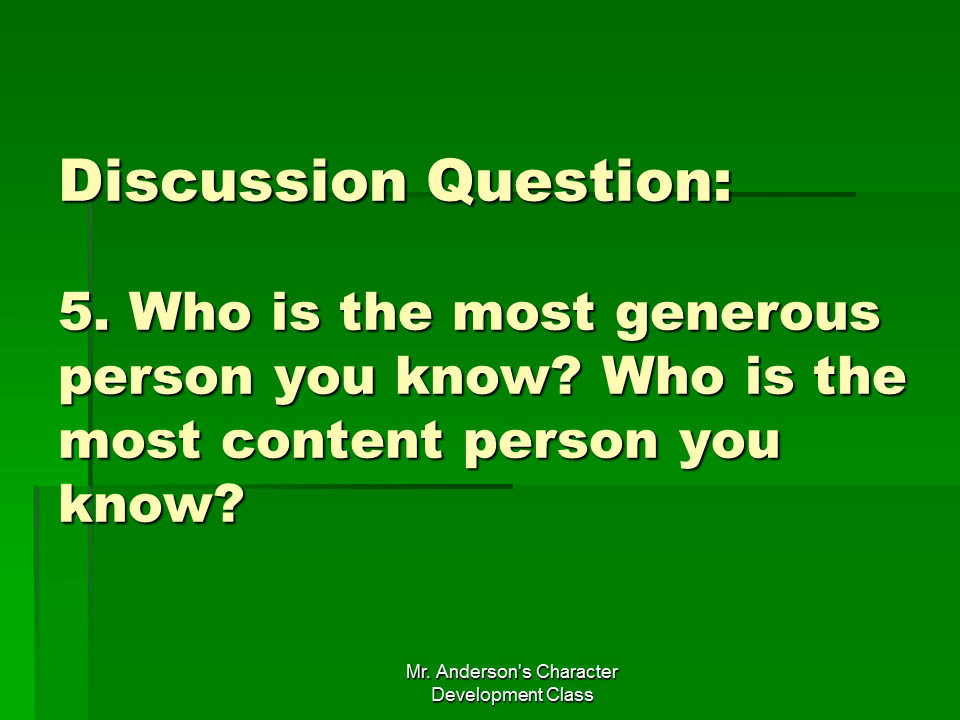 Discussion Question:
5. Who is the most generous
person you know? Who is the
most content person you
know?
Mr. Anderson's Character
Development Class